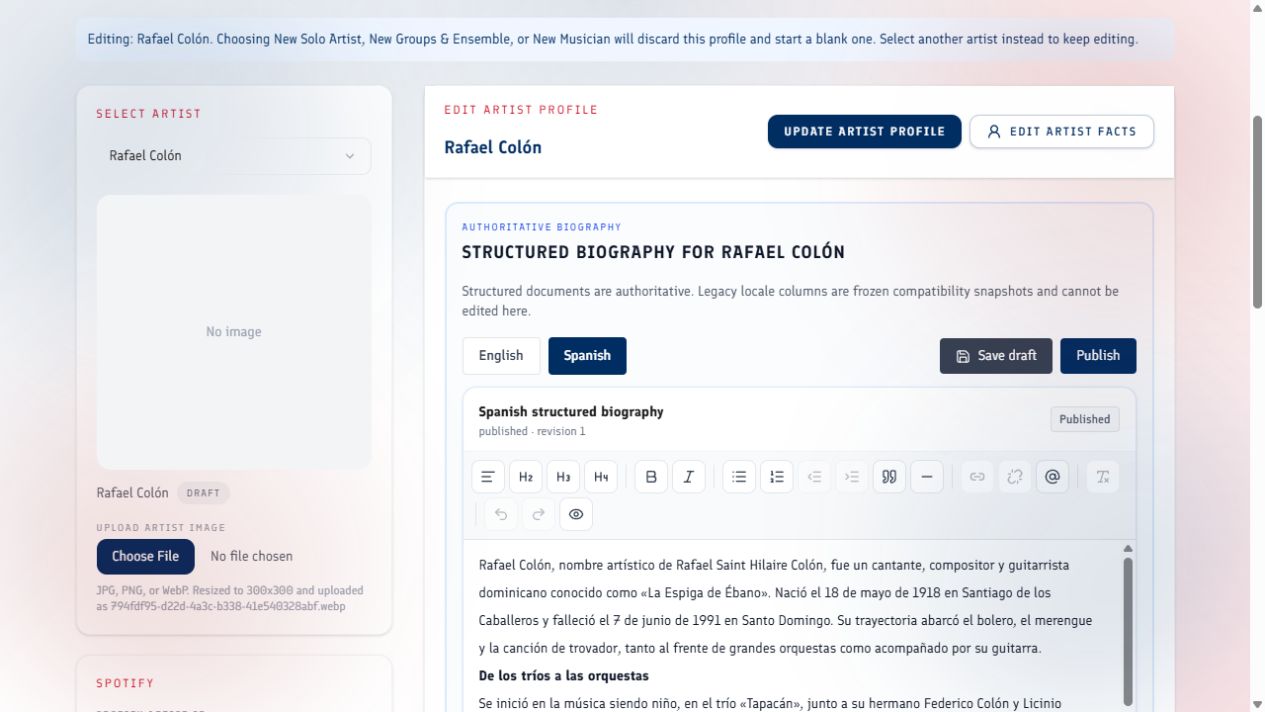 Editing: Rafael Colón. Choosing New Solo Artist, New Groups & Ensemble, or New Musician will discard this profile and start a blank one. Select another artist instead to keep editing.
SELECT ARTIST
Rafael Colón
No image
Rafael Colón DRAFT
UPLOAD ARTIST IMAGE
Choose File No file chosen
JPG, PNG, or WebP. Resized to 300x300 and uploaded
as 794fdf95-d22d-4a3c-b338-41e540328abf.webp
SPOTIFY
EDIT ARTIST PROFILE
Rafael Colón
UPDATE ARTIST PROFILE
EDIT ARTIST FACTS
AUTHORITATIVE BIOGRAPHY
STRUCTURED BIOGRAPHY FOR RAFAEL COLÓN
Structured documents are authoritative. Legacy locale columns are frozen compatibility snapshots and cannot be
edited here.
English Spanish Save draft Publish
Spanish structured biography
published · revision 1
Published
H2 H3 H4 B I @
Rafael Colón, nombre artístico de Rafael Saint Hilaire Colón, fue un cantante, compositor y guitarrista
dominicano conocido como «La Espiga de Ébano». Nació el 18 de mayo de 1918 en Santiago de los
Caballeros y falleció el 7 de junio de 1991 en Santo Domingo. Su trayectoria abarcó el bolero, el merengue
y la canción de trovador, tanto al frente de grandes orquestas como acompañado por su guitarra.
De los tríos a las orquestas
Se inició en la música siendo niño, en el trío «Tapacán», junto a su hermano Federico Colón y Licinio